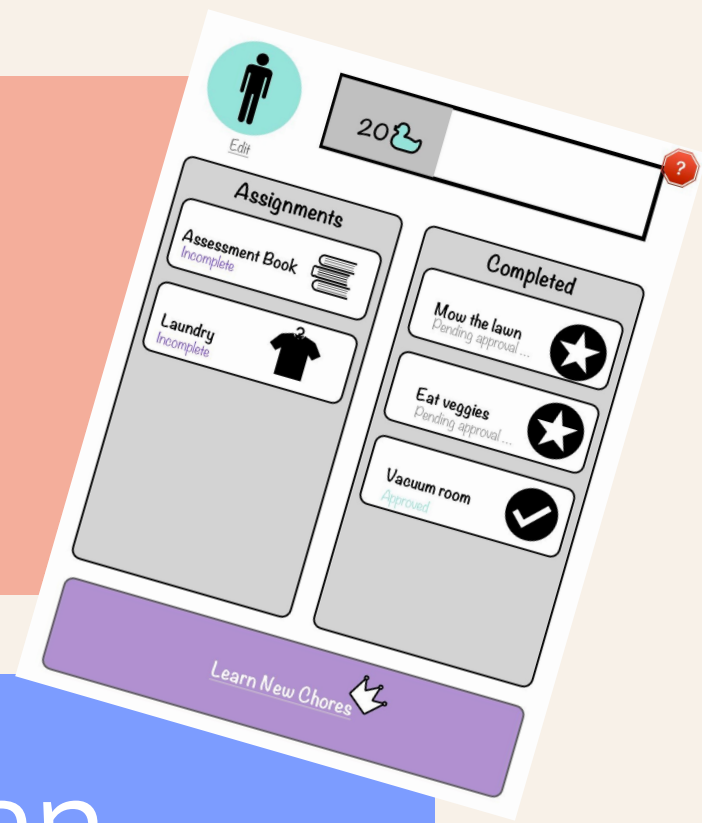 Edit
20
?
Assignments
Assessment Book
Incomplete
Laundry
Incomplete
Completed
Mow the lawn
Pending approval ...
Eat veggies
Pending approval ...
Vacuum room
Approved
Learn New Chores